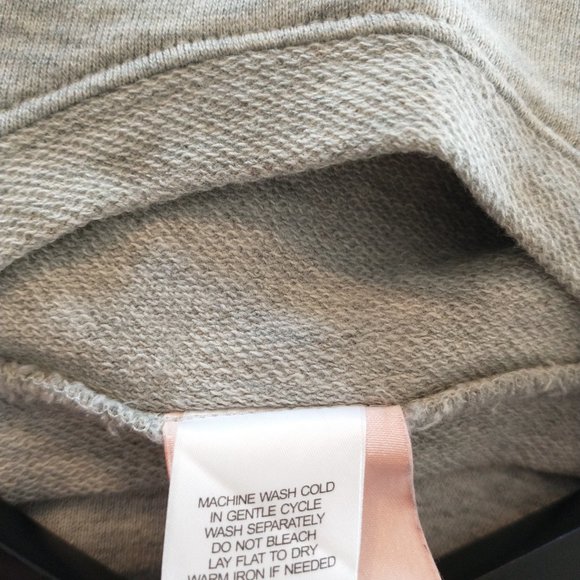 MACHINE WASH COLD
IN GENTLE CYCLE
WASH SEPARATELY
DO NOT BLEACH
LAY FLAT TO DRY
WARM IRON IF NEEDED